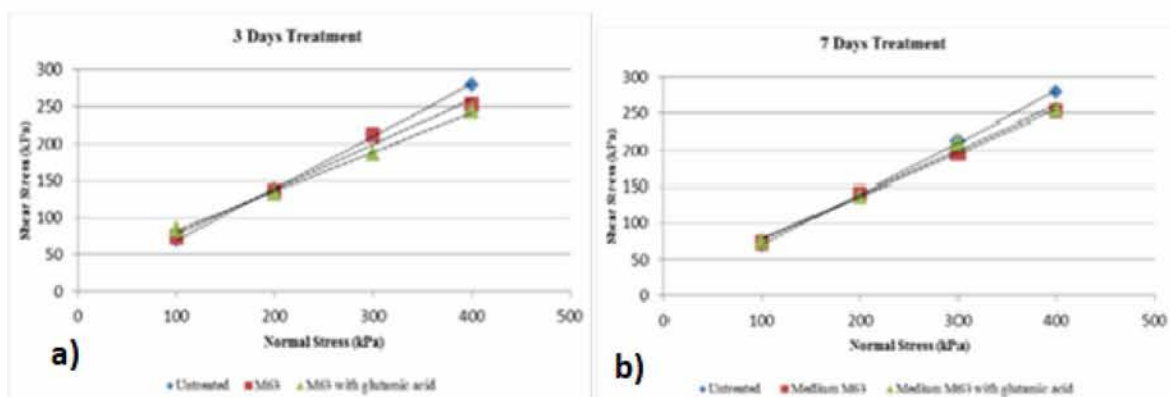 3 Days Treatment
300
250
200
150
100
50
0
Shear Stress (kPa)
0 100 200 300 400 500
Normal Stress (kPa)
a)
Untreated M63 M63 with glutamic acid
7 Days Treatment
300
250
200
150
100
50
0
Shear Stress (kPa)
0 100 200 300 400 500
Normal Stress (kPa)
b)
Untreated Medium M63 Medium M63 with glutamic acid